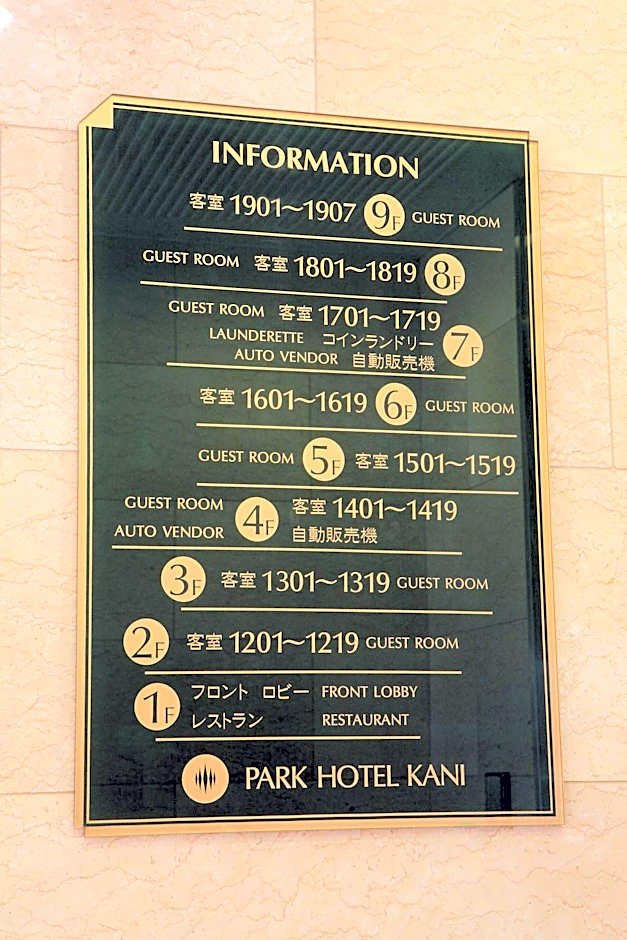 INFORMATION
客室 1901～1907 9F GUEST ROOM
GUEST ROOM 客室 1801～1819 8F
GUEST ROOM 客室 1701～1719
LAUNDERETTE コインランドリー 7F
AUTO VENDOR 自動販売機
客室 1601～1619 6F GUEST ROOM
GUEST ROOM 5F 客室 1501～1519
GUEST ROOM 4F 客室 1401～1419
AUTO VENDOR 自動販売機
3F 客室 1301～1319 GUEST ROOM
2F 客室 1201～1219 GUEST ROOM
1F フロント ロビー FRONT LOBBY
レストラン RESTAURANT
PARK HOTEL KANI